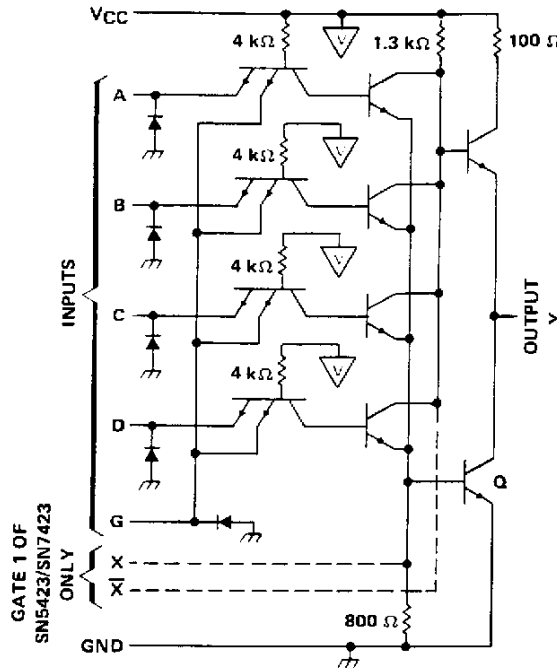 VCC
4 kΩ
V
1.3 kΩ
100 Ω
A
4 kΩ
V
B
4 kΩ
V
C
4 kΩ
V
D
G
INPUTS
OUTPUT
Y
Q
GATE 1 OF
SN5423/SN7423
ONLY
X
X̅
800 Ω
GND